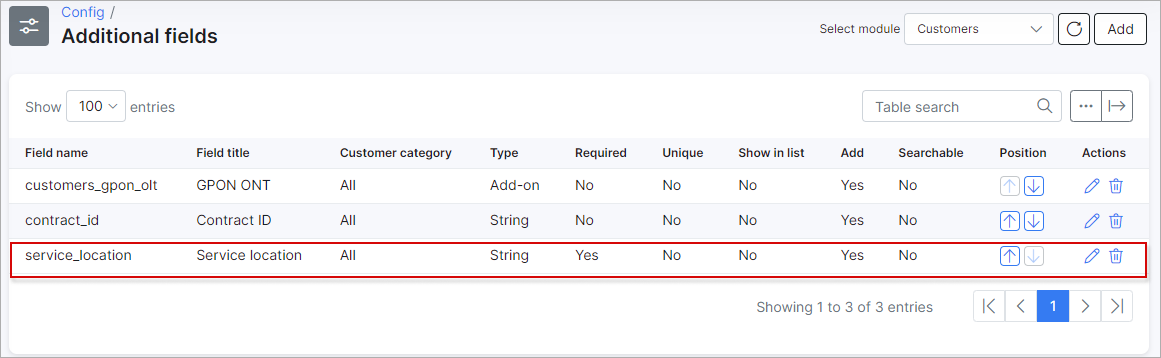 Config /
Additional fields
Select module Customers Add
Show 100 entries
Table search ...
Field name Field title Customer category Type Required Unique Show in list Add Searchable Position Actions
customers_gpon_olt GPON ONT All Add-on No No No Yes No
contract_id Contract ID All String No No No Yes No
service_location Service location All String Yes No No Yes No
Showing 1 to 3 of 3 entries 1